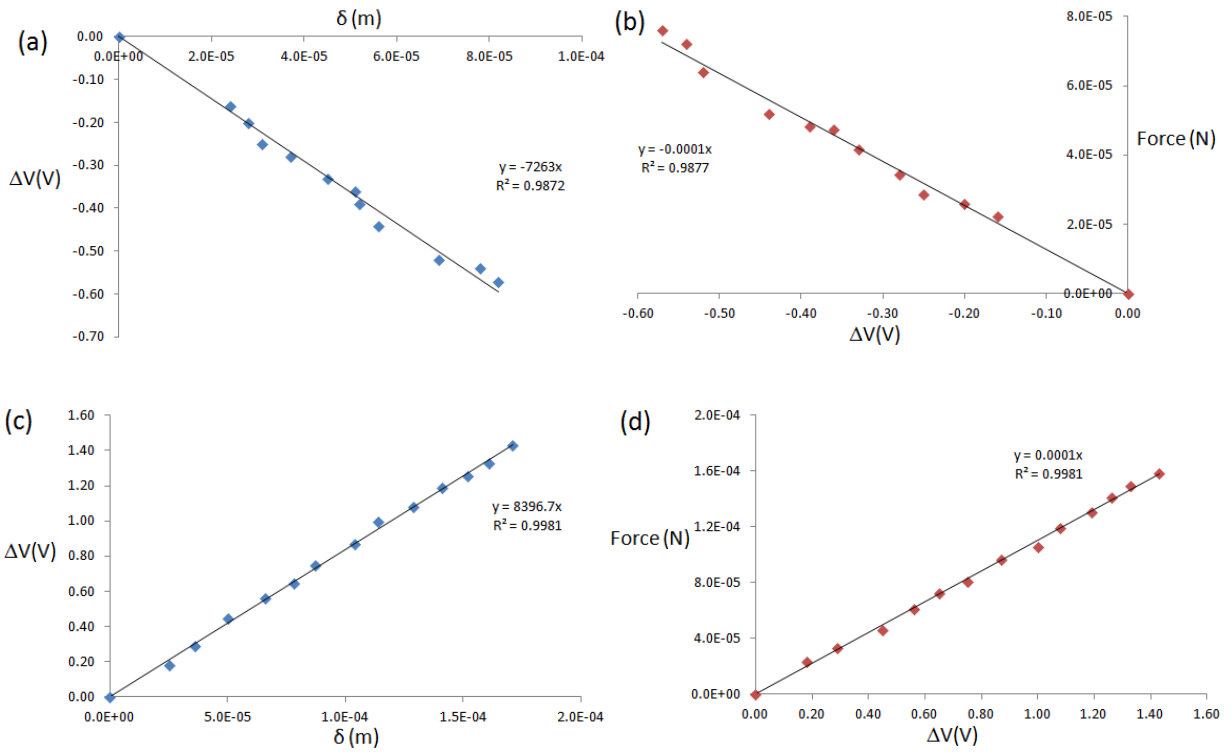 (a)
δ (m)
0.00
0.0E+00 2.0E-05 4.0E-05 6.0E-05 8.0E-05 1.0E-04
-0.10
-0.20
-0.30
ΔV(V)
-0.40
-0.50
-0.60
-0.70
y = -7263x
R² = 0.9872
(b)
8.0E-05
6.0E-05
Force (N)
4.0E-05
2.0E-05
0.0E+00
y = -0.0001x
R² = 0.9877
-0.60 -0.50 -0.40 -0.30 -0.20 -0.10 0.00
ΔV(V)
(c)
1.60
1.40
1.20
1.00
ΔV(V)
0.80
0.60
0.40
0.20
0.00
y = 8396.7x
R² = 0.9981
0.0E+00 5.0E-05 1.0E-04 1.5E-04 2.0E-04
δ (m)
(d)
2.0E-04
1.6E-04
1.2E-04
Force (N)
8.0E-05
4.0E-05
0.0E+00
y = 0.0001x
R² = 0.9981
0.00 0.20 0.40 0.60 0.80 1.00 1.20 1.40 1.60
ΔV(V)